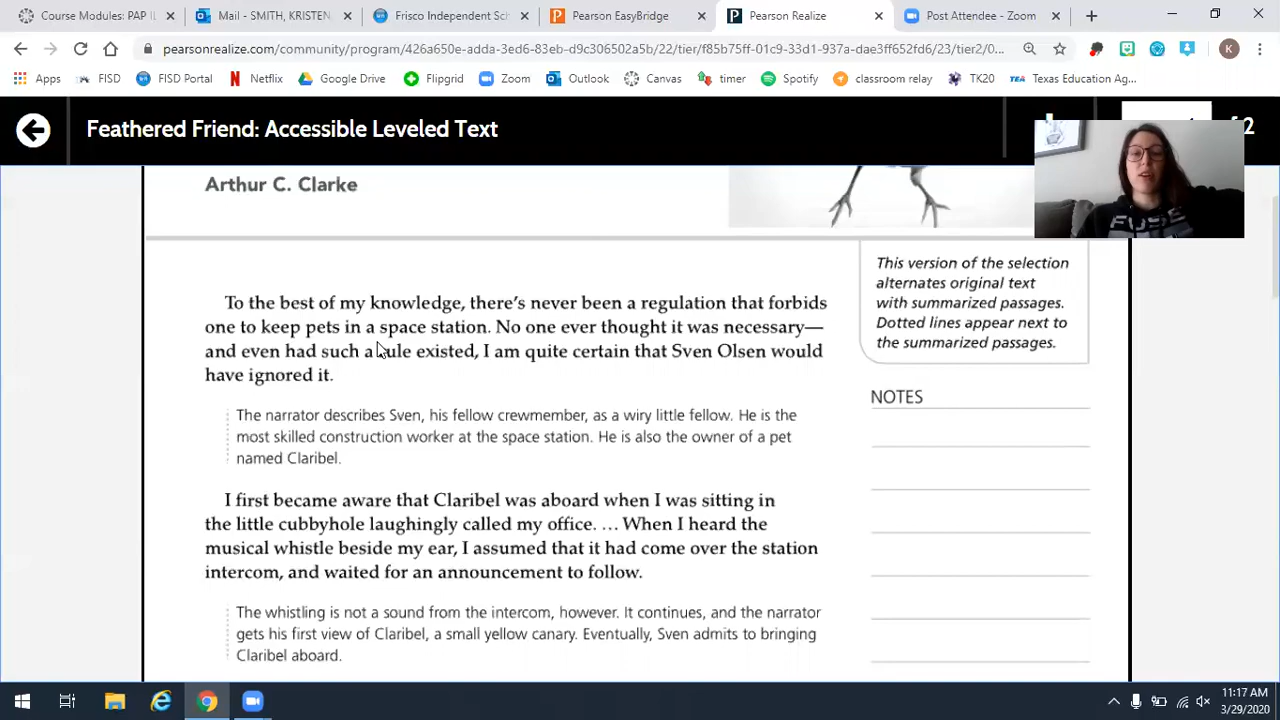 Course Modules: PAP I
Mail - SMITH, KRISTEN
Frisco Independent Sch
Pearson EasyBridge
Pearson Realize
Post Attendee - Zoom
pearsonrealize.com/community/program/426a650e-adda-3ed6-83eb-d9c306502a5b/22/tier/f85b75ff-01c9-33d1-937a-dae3ff652fd6/23/tier2/0...
K
Apps
FISD
FISD Portal
Netflix
Google Drive
Flipgrid
Zoom
Outlook
Canvas
timer
Spotify
classroom relay
TK20
Texas Education Ag...
Feathered Friend: Accessible Leveled Text
Arthur C. Clarke
To the best of my knowledge, there's never been a regulation that forbids
one to keep pets in a space station. No one ever thought it was necessary—
and even had such a rule existed, I am quite certain that Sven Olsen would
have ignored it.
The narrator describes Sven, his fellow crewmember, as a wiry little fellow. He is the
most skilled construction worker at the space station. He is also the owner of a pet
named Claribel.
I first became aware that Claribel was aboard when I was sitting in
the little cubbyhole laughingly called my office. … When I heard the
musical whistle beside my ear, I assumed that it had come over the station
intercom, and waited for an announcement to follow.
The whistling is not a sound from the intercom, however. It continues, and the narrator
gets his first view of Claribel, a small yellow canary. Eventually, Sven admits to bringing
Claribel aboard.
This version of the selection
alternates original text
with summarized passages.
Dotted lines appear next to
the summarized passages.
NOTES
11:17 AM
3/29/2020